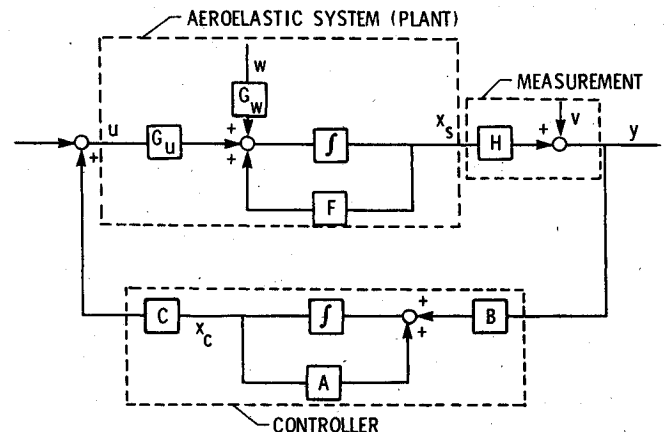 AEROELASTIC SYSTEM (PLANT)
w
MEASUREMENT
G_w
x_s
v
y
u
G_u
+
+
+
∫
H
+
F
C
x_c
∫
+
+
B
A
CONTROLLER